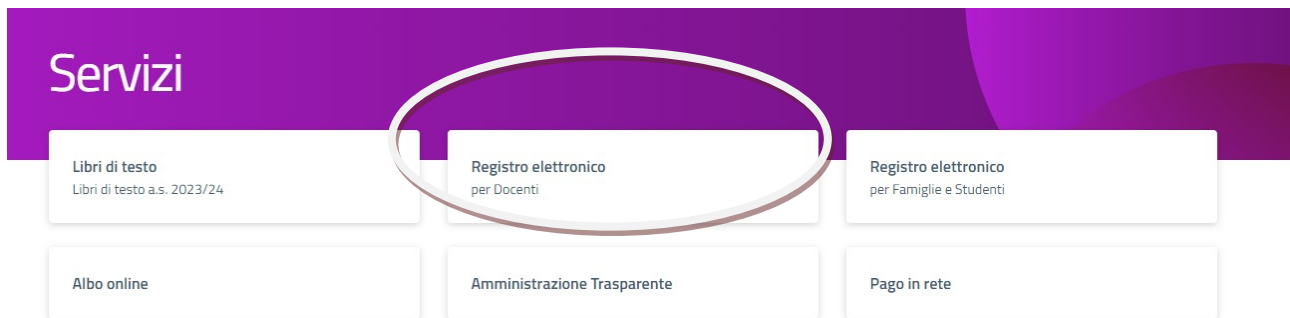 Servizi
Libri di testo
Libri di testo a.s. 2023/24
Registro elettronico
per Docenti
Registro elettronico
per Famiglie e Studenti
Albo online
Amministrazione Trasparente
Pago in rete